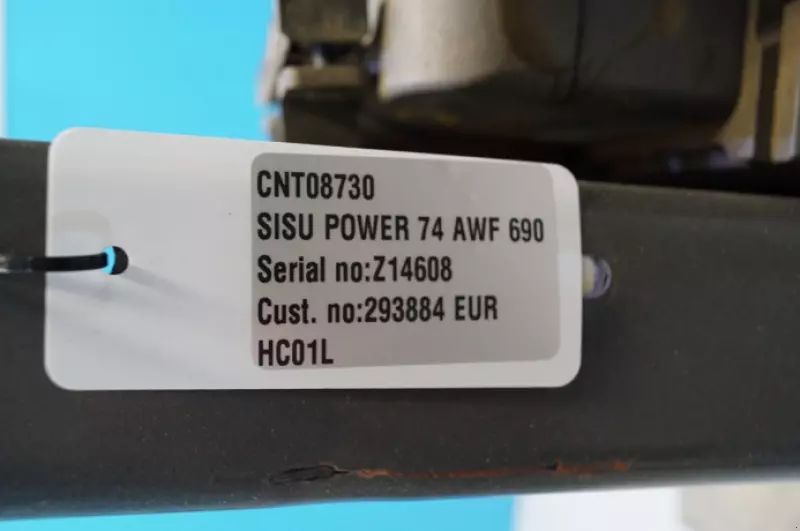 CNT08730
SISU POWER 74 AWF 690
Serial no:Z14608
Cust. no:293884 EUR
HC01L